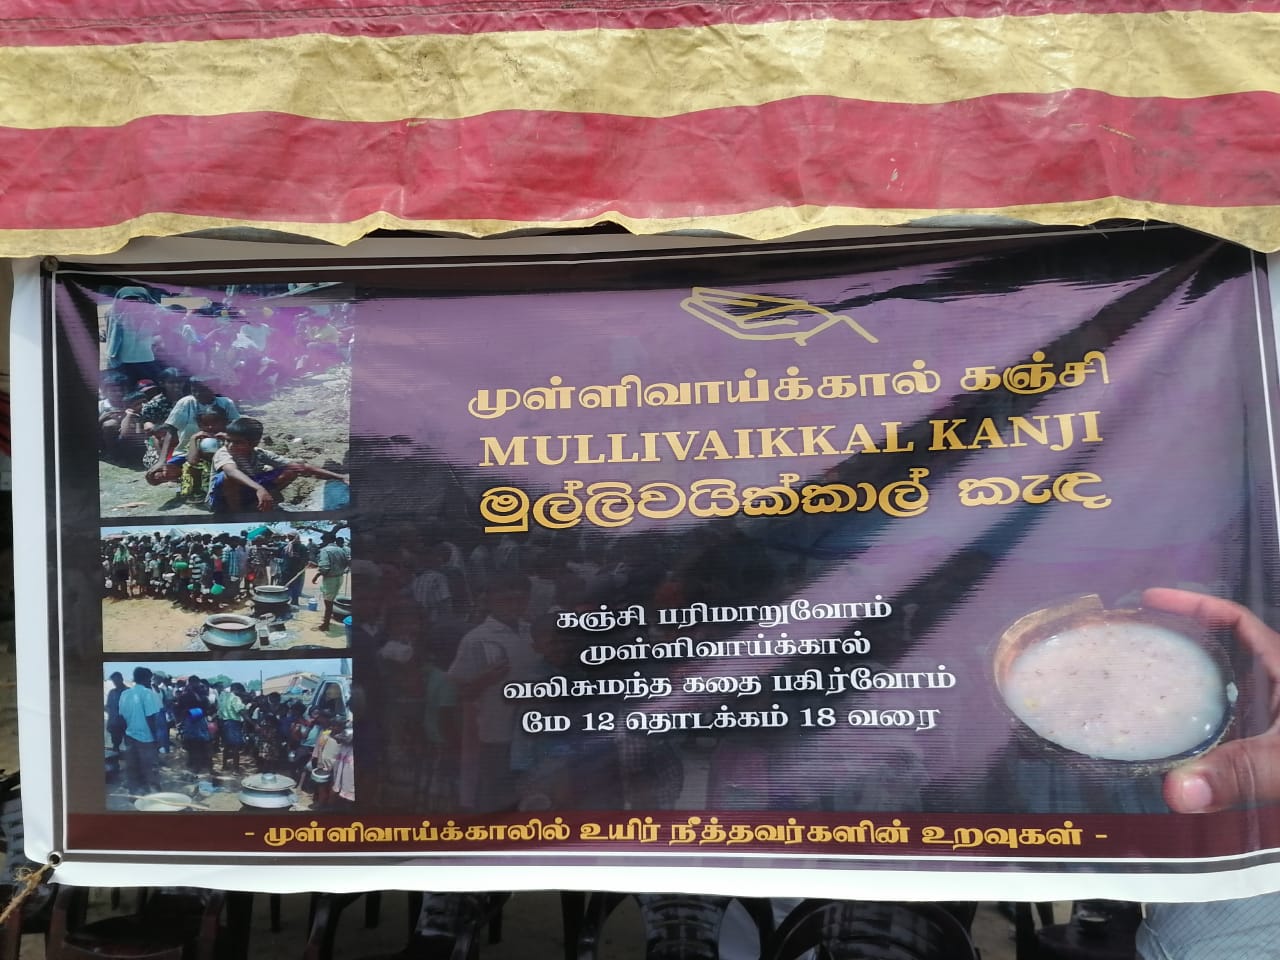 முள்ளிவாய்க்கால் கஞ்சி
MULLIVAIKKAL KANJI
මුල්ලිවයික්කාල් කැඳ
கஞ்சி பரிமாறுவோம்
முள்ளிவாய்க்கால்
வலிசுமந்த கதை பகிர்வோம்
மே 12 தொடக்கம் 18 வரை
- முள்ளிவாய்க்காலில் உயிர் நீத்தவர்களின் உறவுகள் -